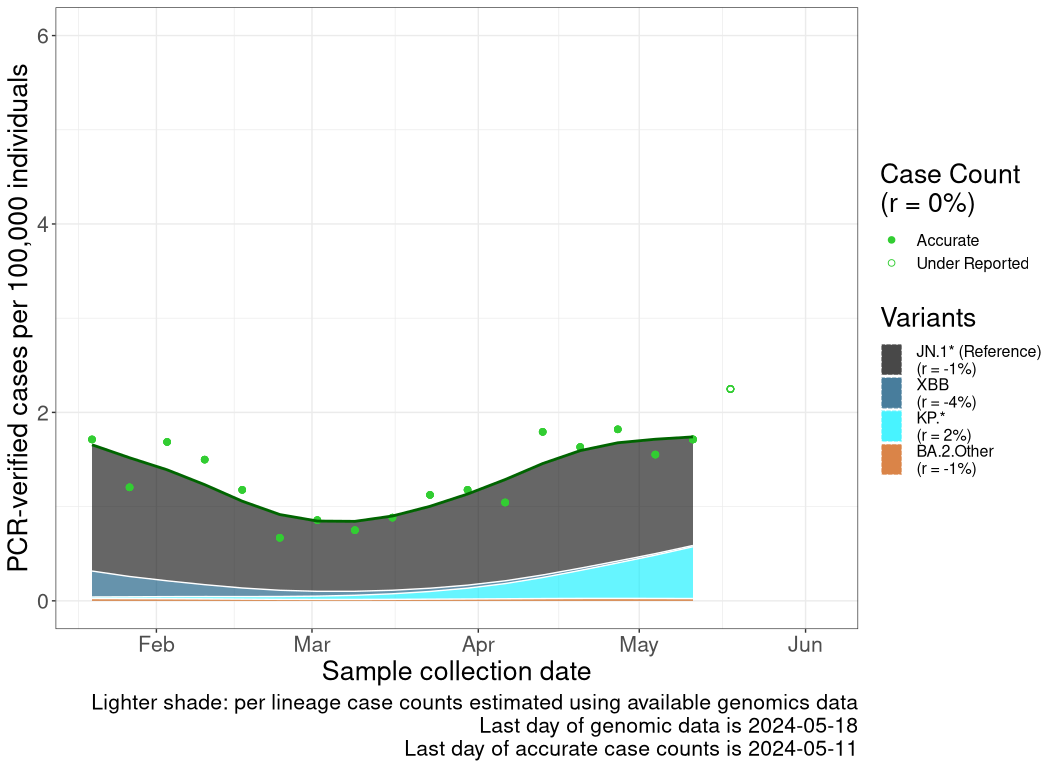 PCR-verified cases per 100,000 individuals
6
4
2
0
Feb
Mar
Apr
May
Jun
Sample collection date
Lighter shade: per lineage case counts estimated using available genomics data
Last day of genomic data is 2024-05-18
Last day of accurate case counts is 2024-05-11
Case Count
(r = 0%)
Accurate
Under Reported
Variants
JN.1* (Reference)
(r = -1%)
XBB
(r = -4%)
KP.*
(r = 2%)
BA.2.Other
(r = -1%)